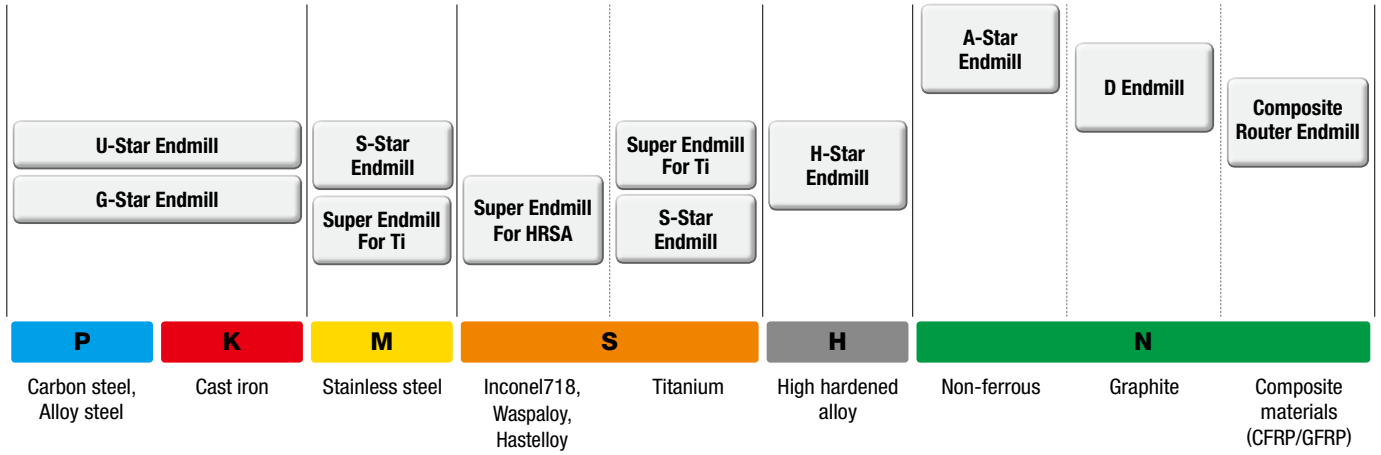 U-Star Endmill
G-Star Endmill
S-Star
Endmill
Super Endmill
For Ti
Super Endmill
For HRSA
Super Endmill
For Ti
S-Star
Endmill
H-Star
Endmill
A-Star
Endmill
D Endmill
Composite
Router Endmill
P
K
M
S
H
N
Carbon steel,
Alloy steel
Cast iron
Stainless steel
Inconel718,
Waspaloy,
Hastelloy
Titanium
High hardened
alloy
Non-ferrous
Graphite
Composite
materials
(CFRP/GFRP)